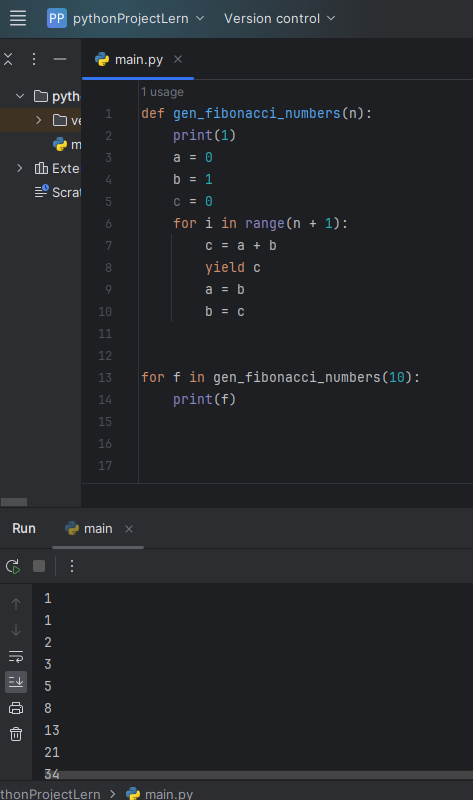 PP pythonProjectLern Version control
main.py
1 usage
pyth
ve
m
Exte
Scrat
1 def gen_fibonacci_numbers(n):
2 print(1)
3 a = 0
4 b = 1
5 c = 0
6 for i in range(n + 1):
7 c = a + b
8 yield c
9 a = b
10 b = c
11
12
13 for f in gen_fibonacci_numbers(10):
14 print(f)
15
16
17
Run main
1
1
2
3
5
8
13
21
34
thonProjectLern > main.py